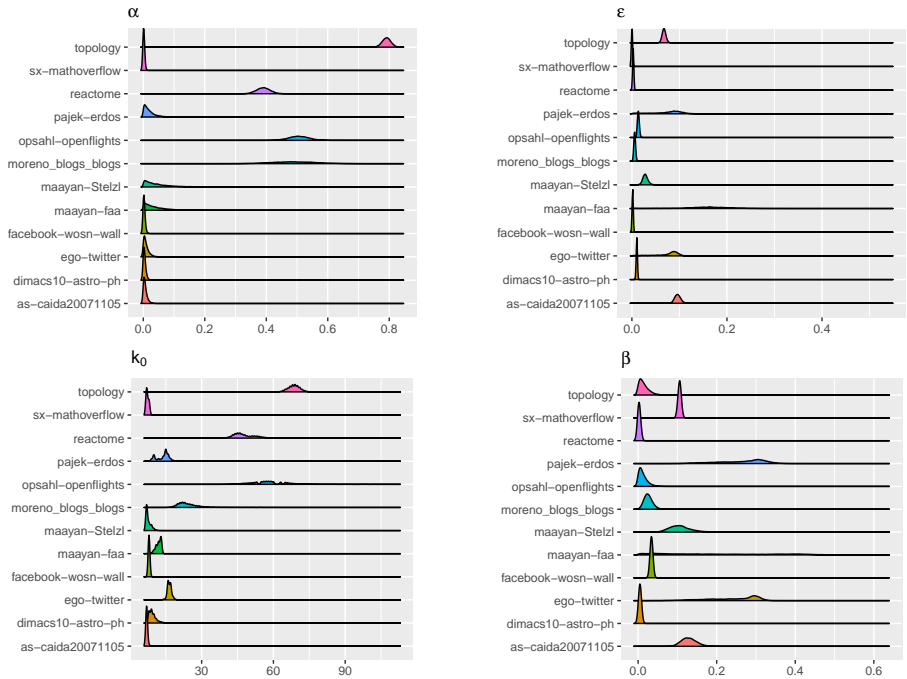 α
topology
sx−mathoverflow
reactome
pajek−erdos
opsahl−openflights
moreno_blogs_blogs
maayan−Stelzl
maayan−faa
facebook−wosn−wall
ego−twitter
dimacs10−astro−ph
as−caida20071105
0.0 0.2 0.4 0.6 0.8
ε
topology
sx−mathoverflow
reactome
pajek−erdos
opsahl−openflights
moreno_blogs_blogs
maayan−Stelzl
maayan−faa
facebook−wosn−wall
ego−twitter
dimacs10−astro−ph
as−caida20071105
0.0 0.2 0.4
k0
topology
sx−mathoverflow
reactome
pajek−erdos
opsahl−openflights
moreno_blogs_blogs
maayan−Stelzl
maayan−faa
facebook−wosn−wall
ego−twitter
dimacs10−astro−ph
as−caida20071105
30 60 90
β
topology
sx−mathoverflow
reactome
pajek−erdos
opsahl−openflights
moreno_blogs_blogs
maayan−Stelzl
maayan−faa
facebook−wosn−wall
ego−twitter
dimacs10−astro−ph
as−caida20071105
0.0 0.2 0.4 0.6